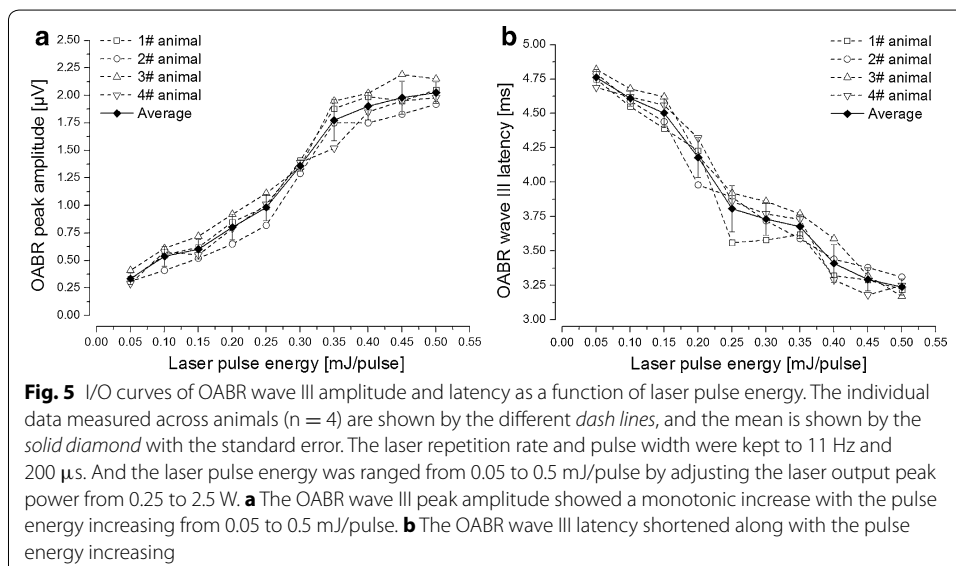 a
2.50
2.25
2.00
1.75
1.50
1.25
1.00
0.75
0.50
0.25
0.00
OABR peak amplitude [µV]
1# animal
2# animal
3# animal
4# animal
Average
0.00 0.05 0.10 0.15 0.20 0.25 0.30 0.35 0.40 0.45 0.50 0.55
Laser pulse energy [mJ/pulse]
b
5.00
4.75
4.50
4.25
4.00
3.75
3.50
3.25
3.00
OABR wave III latency [ms]
1# animal
2# animal
3# animal
4# animal
Average
0.00 0.05 0.10 0.15 0.20 0.25 0.30 0.35 0.40 0.45 0.50 0.55
Laser pulse energy [mJ/pulse]
Fig. 5 I/O curves of OABR wave III amplitude and latency as a function of laser pulse energy. The individual
data measured across animals (n = 4) are shown by the different dash lines, and the mean is shown by the
solid diamond with the standard error. The laser repetition rate and pulse width were kept to 11 Hz and
200 μs. And the laser pulse energy was ranged from 0.05 to 0.5 mJ/pulse by adjusting the laser output peak
power from 0.25 to 2.5 W. a The OABR wave III peak amplitude showed a monotonic increase with the pulse
energy increasing from 0.05 to 0.5 mJ/pulse. b The OABR wave III latency shortened along with the pulse
energy increasing